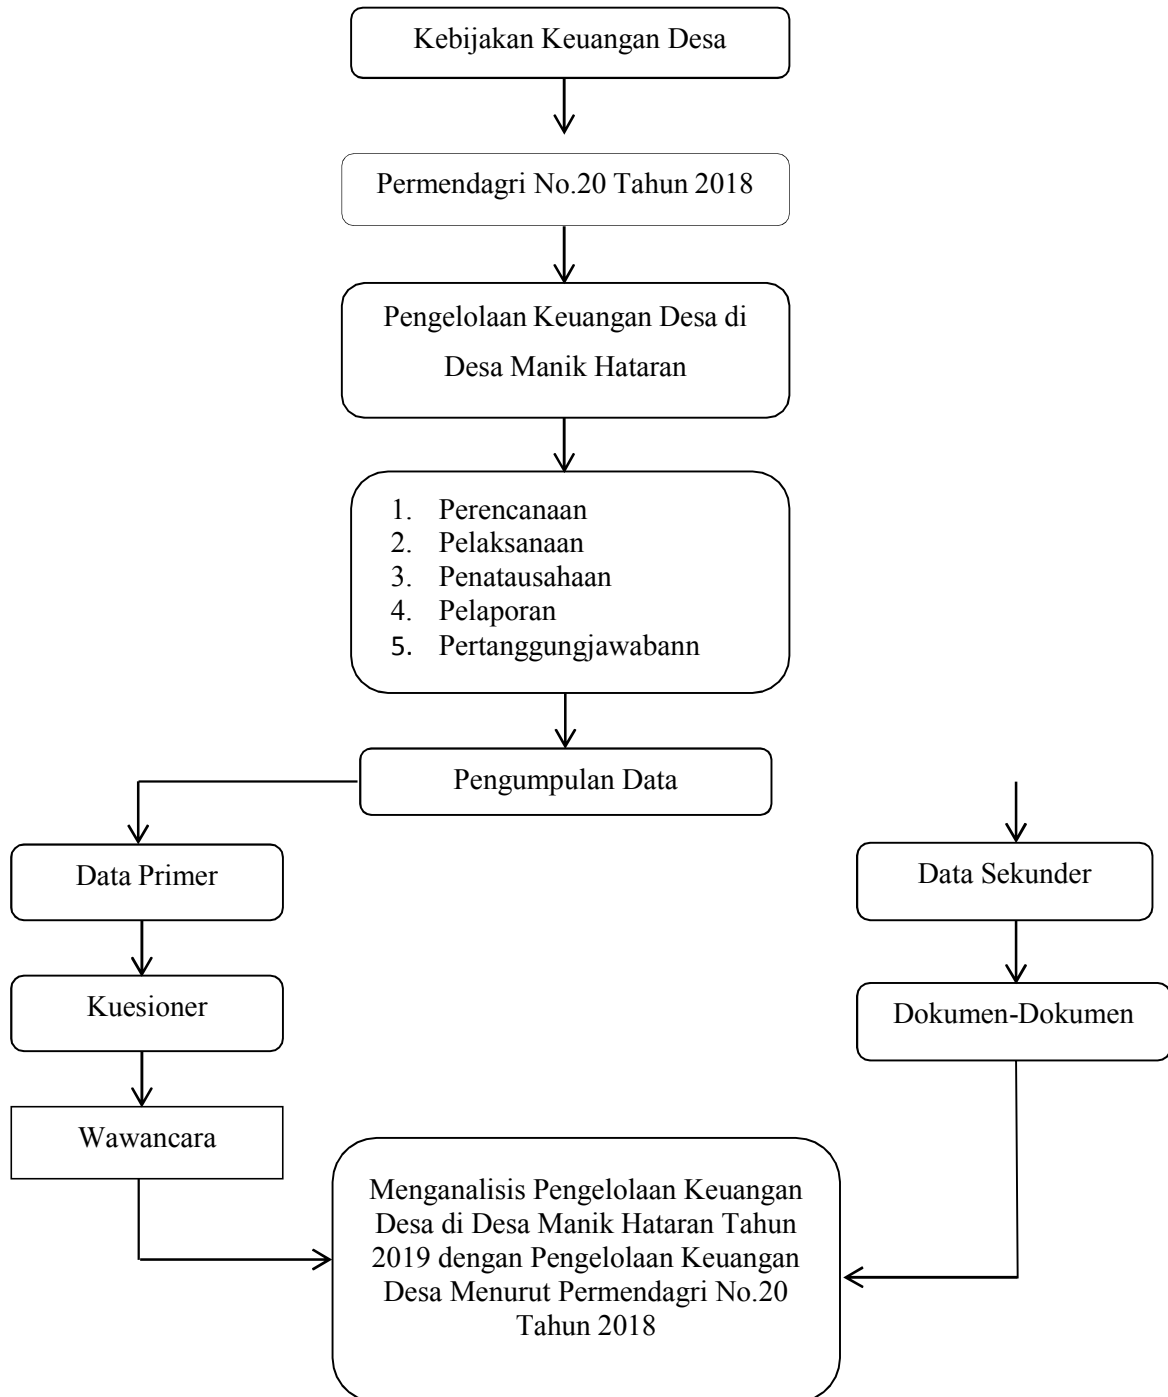 Kebijakan Keuangan Desa
Permendagri No.20 Tahun 2018
Pengelolaan Keuangan Desa di
Desa Manik Hataran
1. Perencanaan
2. Pelaksanaan
3. Penatausahaan
4. Pelaporan
5. Pertanggungjawabann
Pengumpulan Data
Data Primer
Data Sekunder
Kuesioner
Dokumen-Dokumen
Wawancara
Menganalisis Pengelolaan Keuangan
Desa di Desa Manik Hataran Tahun
2019 dengan Pengelolaan Keuangan
Desa Menurut Permendagri No.20
Tahun 2018